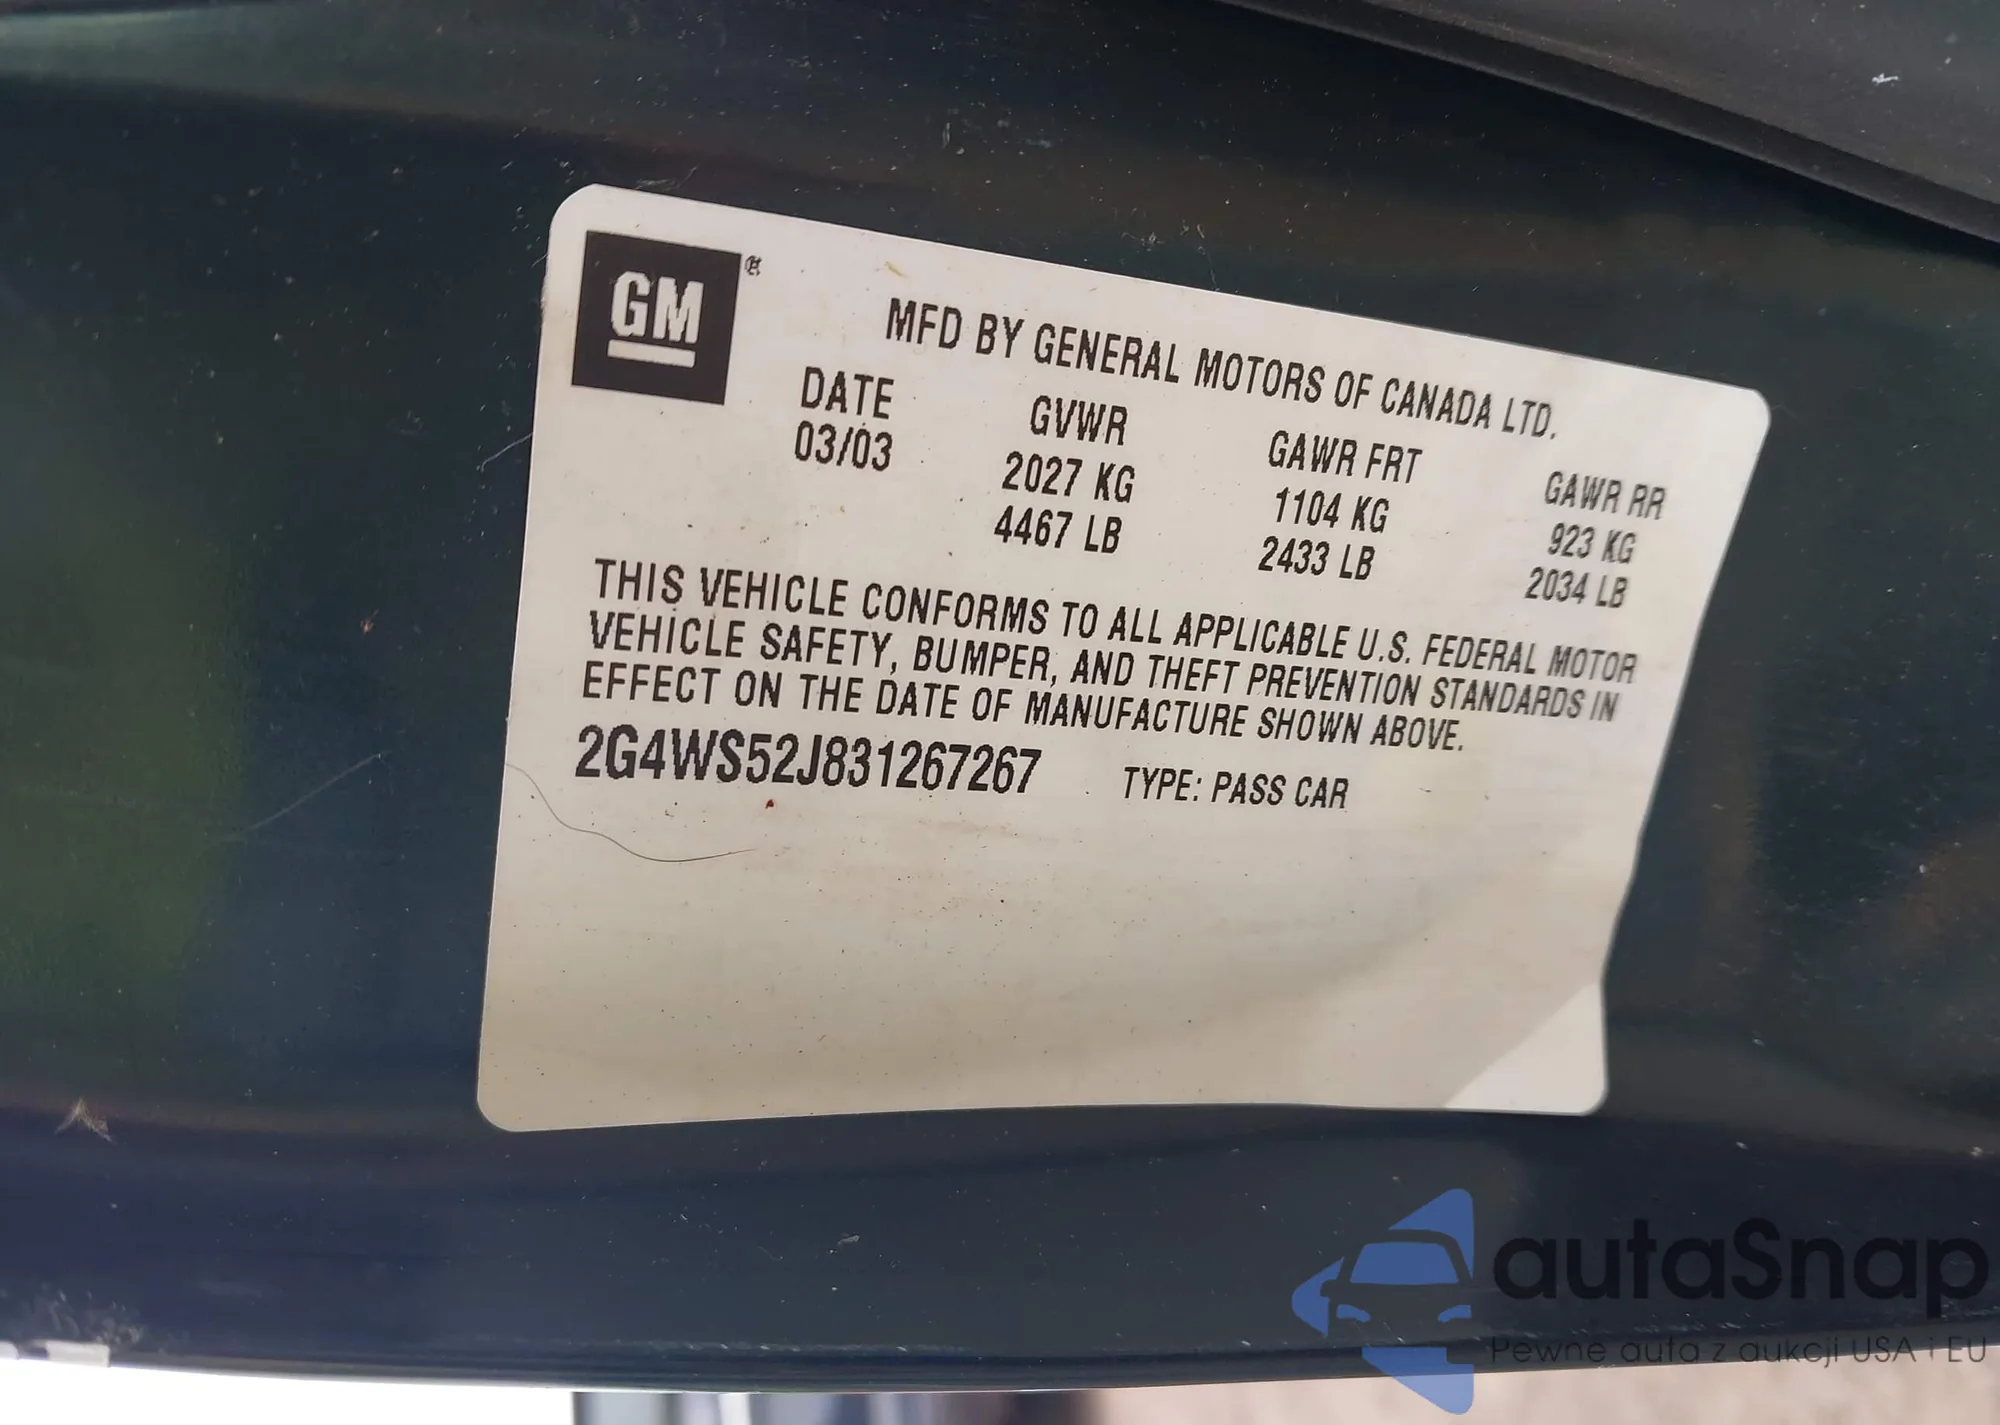 GM
MFD BY GENERAL MOTORS OF CANADA LTD.
DATE GVWR GAWR FRT GAWR RR
03/03 2027 KG 1104 KG 923 KG
4467 LB 2433 LB 2034 LB
THIS VEHICLE CONFORMS TO ALL APPLICABLE U.S. FEDERAL MOTOR
VEHICLE SAFETY, BUMPER, AND THEFT PREVENTION STANDARDS IN
EFFECT ON THE DATE OF MANUFACTURE SHOWN ABOVE.
2G4WS52J831267267 TYPE: PASS CAR
autaSnap
Pewne auta z aukcji USA i EU